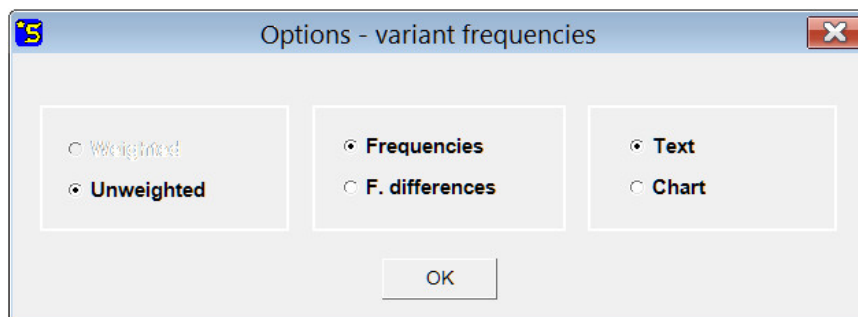 Options - variant frequencies
Weighted
Unweighted
Frequencies
F. differences
Text
Chart
OK